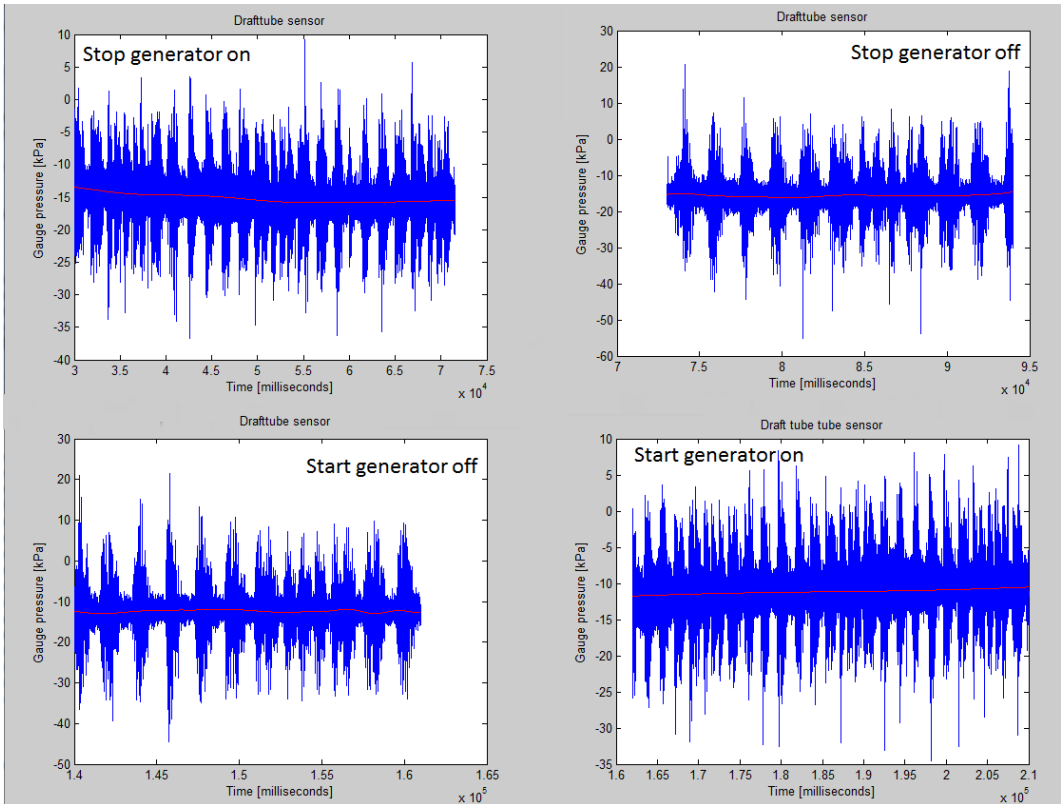 Drafttube sensor
Stop generator on
10
5
0
-5
-10
-15
-20
-25
-30
-35
-40
Gauge pressure [kPa]
3 3.5 4 4.5 5 5.5 6 6.5 7 7.5
Time [milliseconds]
x 10^4
Drafttube sensor
Stop generator off
30
20
10
0
-10
-20
-30
-40
-50
-60
Gauge pressure [kPa]
7 7.5 8 8.5 9 9.5
Time [milliseconds]
x 10^4
Drafttube sensor
Start generator off
30
20
10
0
-10
-20
-30
-40
-50
Gauge pressure [kPa]
1.4 1.45 1.5 1.55 1.6 1.65
Time [milliseconds]
x 10^5
Draft tube tube sensor
Start generator on
10
5
0
-5
-10
-15
-20
-25
-30
-35
Gauge pressure [kPa]
1.6 1.65 1.7 1.75 1.8 1.85 1.9 1.95 2 2.05 2.1
Time [milliseconds]
x 10^5